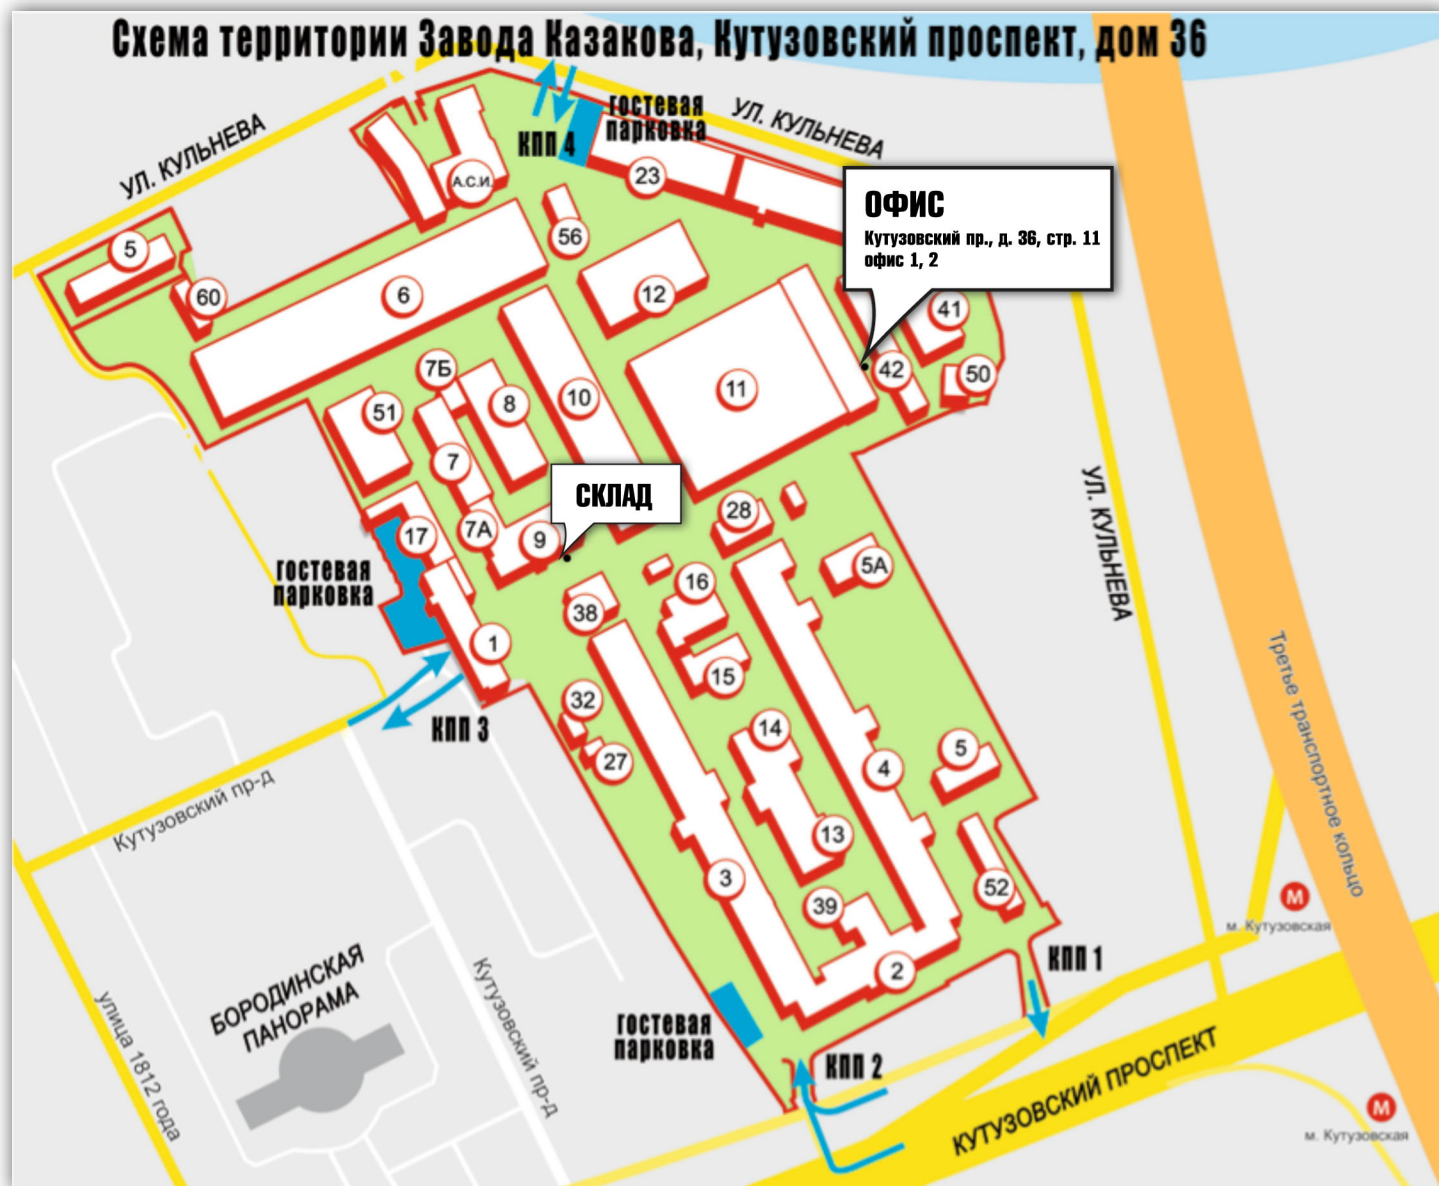 Схема территории Завода Казакова, Кутузовский проспект, дом 36
УЛ. КУЛЬНЕВА
КПП 4
гостевая
парковка
УЛ. КУЛЬНЕВА
А.С.И.
23
ОФИС
Кутузовский пр., д. 36, стр. 11
офис 1, 2
5
60
6
56
12
41
42
50
11
7Б
8
10
51
7
СКЛАД
17
7А
9
28
5А
гостевая
парковка
УЛ. КУЛЬНЕВА
16
38
1
15
32
27
КПП 3
14
4
5
13
3
39
52
2
Третье транспортное кольцо
Кутузовский пр-д
М
м. Кутузовская
КПП 1
БОРОДИНСКАЯ
ПАНОРАМА
улица 1812 года
Кутузовский пр-д
гостевая
парковка
КПП 2
КУТУЗОВСКИЙ ПРОСПЕКТ
М
м. Кутузовская